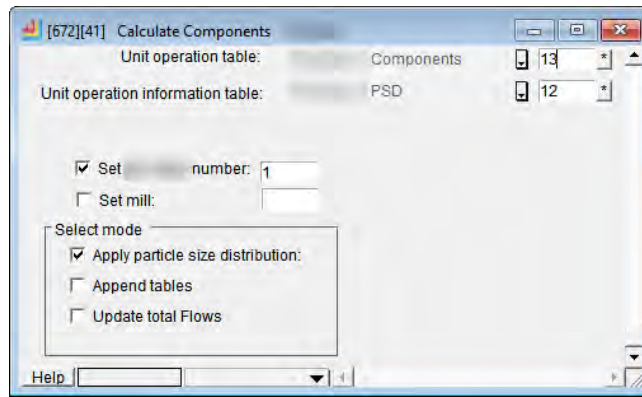 [672][41] Calculate Components
Unit operation table: Components 13 *
Unit operation information table: PSD 12 *
Set number: 1
Set mill:
Select mode
Apply particle size distribution:
Append tables
Update total Flows
Help